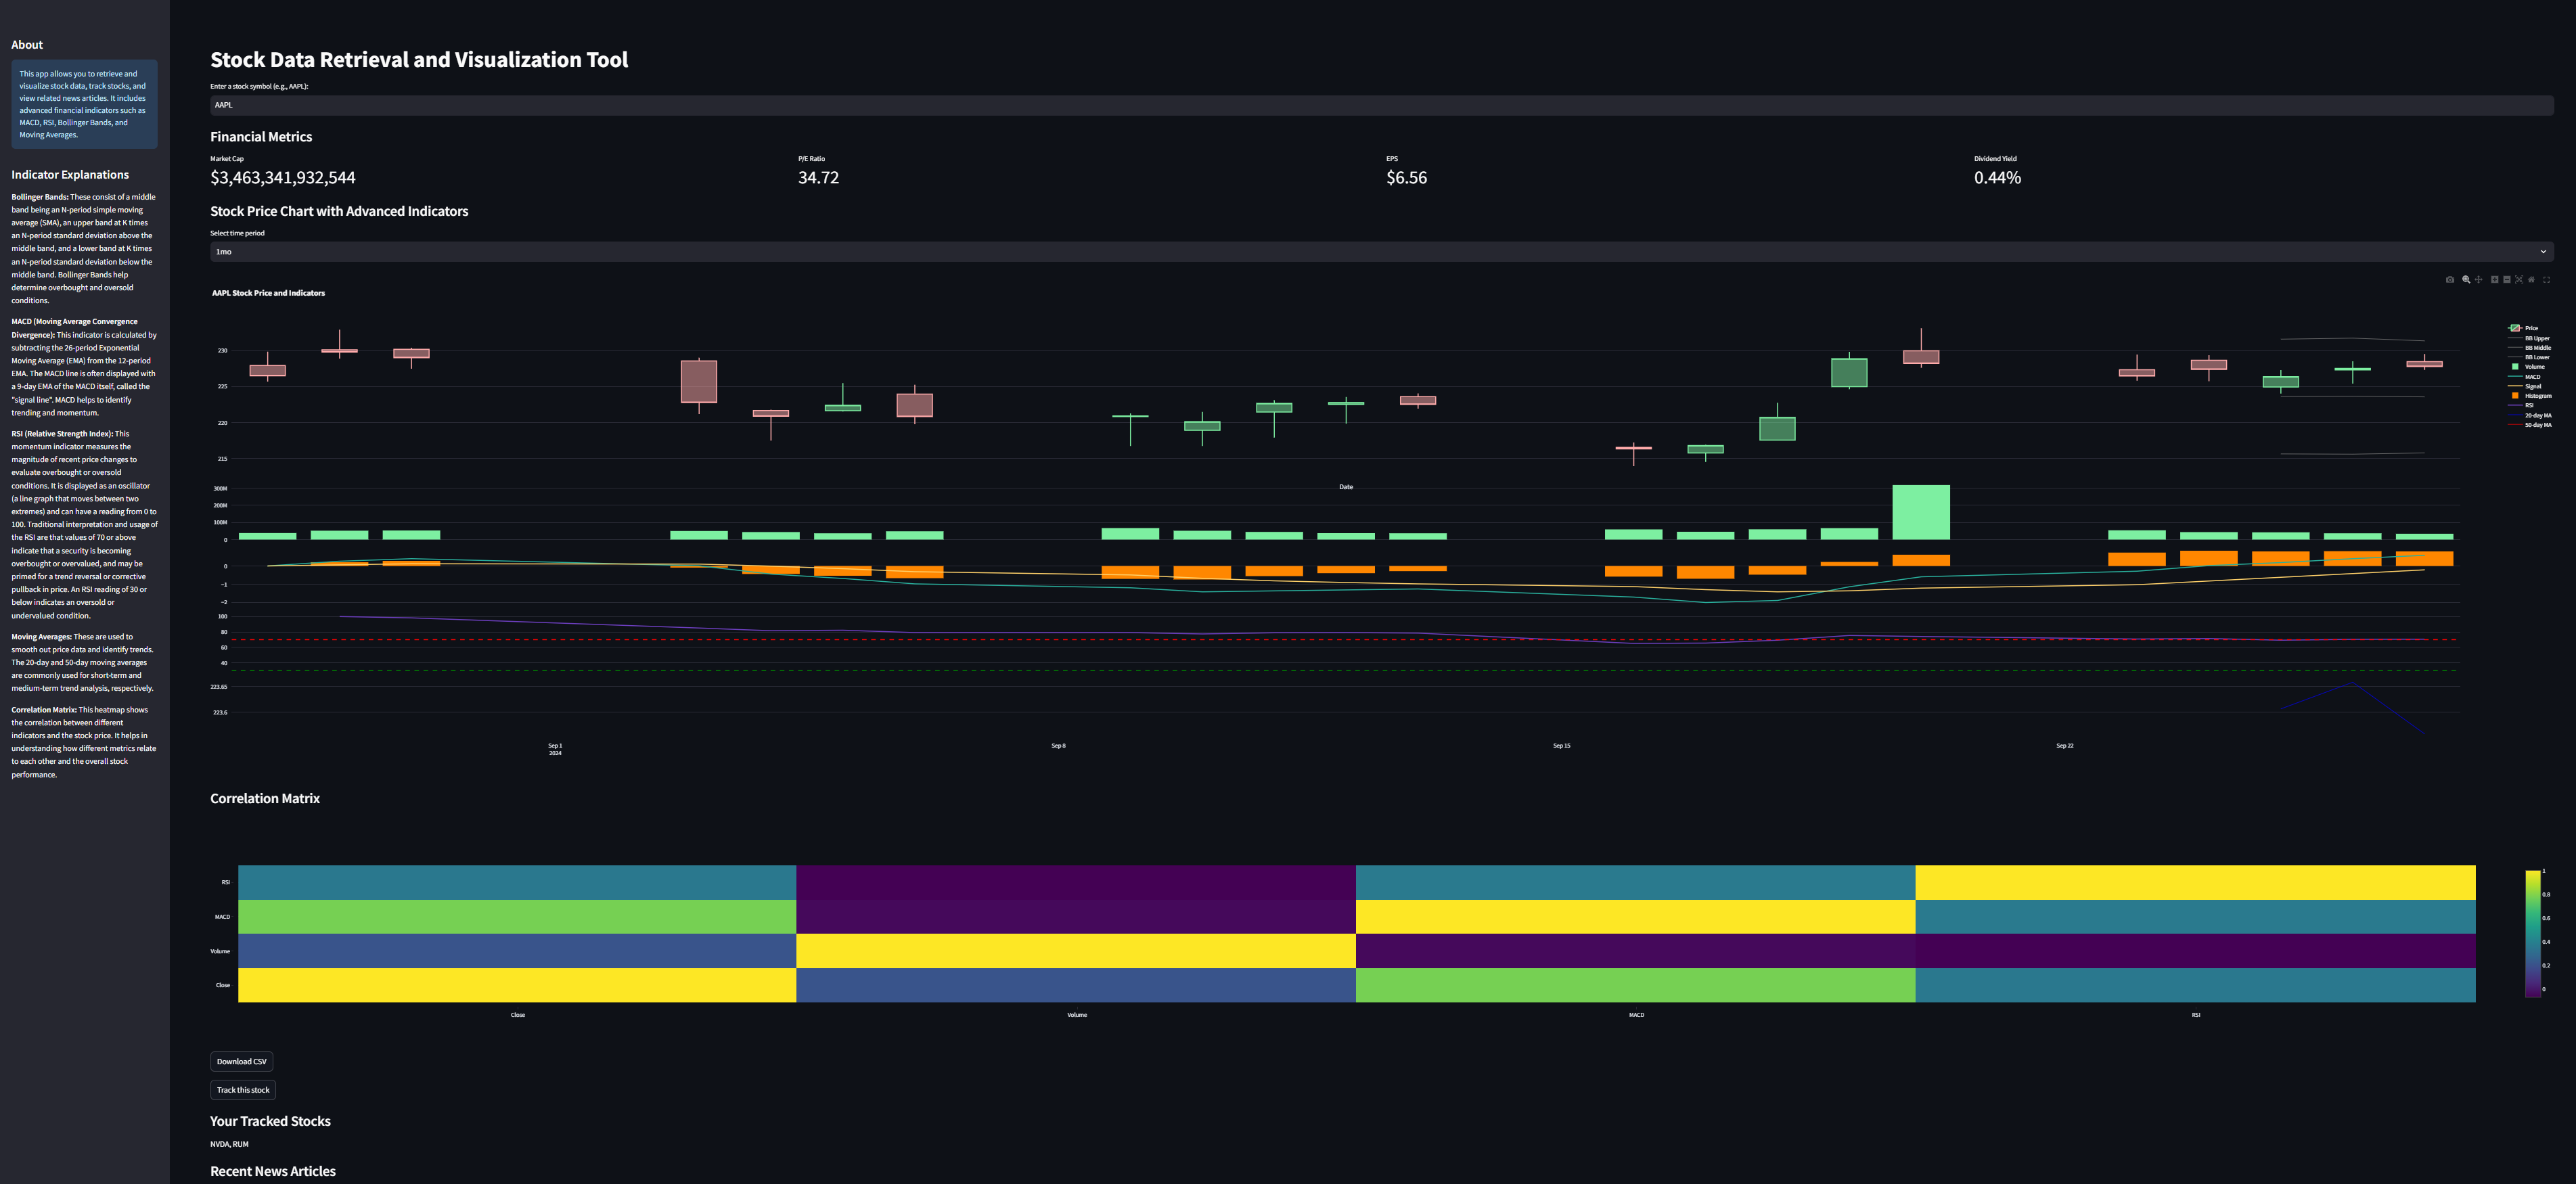 About
This app allows you to retrieve and
visualize stock data, track stocks, and
view related news articles. It includes
advanced financial indicators such as
MACD, RSI, Bollinger Bands, and
Moving Averages.
Indicator Explanations
Bollinger Bands: These consist of a middle
band being an N-period simple moving
average (SMA), an upper band at K times
an N-period standard deviation above the
middle band, and a lower band at K times
an N-period standard deviation below the
middle band. Bollinger Bands help
determine overbought and oversold
conditions.
MACD (Moving Average Convergence
Divergence): This indicator is calculated by
subtracting the 26-period Exponential
Moving Average (EMA) from the 12-period
EMA. The MACD line is often displayed with
a 9-day EMA of the MACD itself, called the
"signal line". MACD helps to identify
trending and momentum.
RSI (Relative Strength Index): This
momentum indicator measures the
magnitude of recent price changes to
evaluate overbought or oversold
conditions. It is displayed as an oscillator
(a line graph that moves between two
extremes) and can have a reading from 0 to
100. Traditional interpretation and usage of
the RSI are that values of 70 or above
indicate that a security is becoming
overbought or overvalued, and may be
primed for a trend reversal or corrective
pullback in price. An RSI reading of 30 or
below indicates an oversold or
undervalued condition.
Moving Averages: These are used to
smooth out price data and identify trends.
The 20-day and 50-day moving averages
are commonly used for short-term and
medium-term trend analysis, respectively.
Correlation Matrix: This heatmap shows
the correlation between different
indicators and the stock price. It helps in
understanding how different metrics relate
to each other and the overall stock
performance.
Stock Data Retrieval and Visualization Tool
Enter a stock symbol (e.g., AAPL):
AAPL
Financial Metrics
Market Cap
$3,463,341,932,544
P/E Ratio
34.72
EPS
$6.56
Dividend Yield
0.44%
Stock Price Chart with Advanced Indicators
Select time period
1mo
AAPL Stock Price and Indicators
230
225
220
215
Date
300M
200M
100M
0
0
−1
−2
100
80
60
40
223.65
223.6
Sep 1
2024
Sep 8
Sep 15
Sep 22
Price
BB Upper
BB Middle
BB Lower
Volume
MACD
Signal
Histogram
RSI
20-day MA
50-day MA
Correlation Matrix
RSI
MACD
Volume
Close
Close
Volume
MACD
RSI
1
0.8
0.6
0.4
0.2
0
Download CSV
Track this stock
Your Tracked Stocks
NVDA, RUM
Recent News Articles